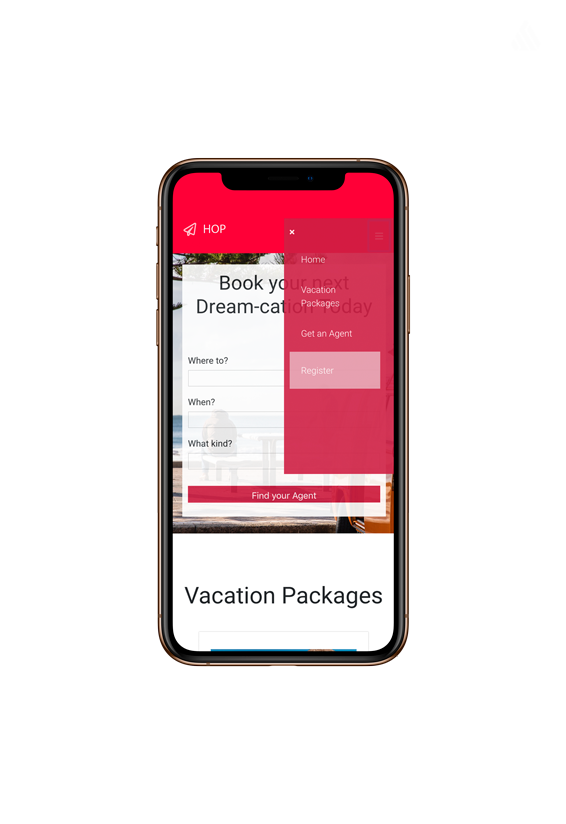 HOP
×
Home
Vacation
Packages
Get an Agent
Register
Book your next
Dream-cation Today
Where to?
When?
What kind?
Find your Agent
Vacation Packages